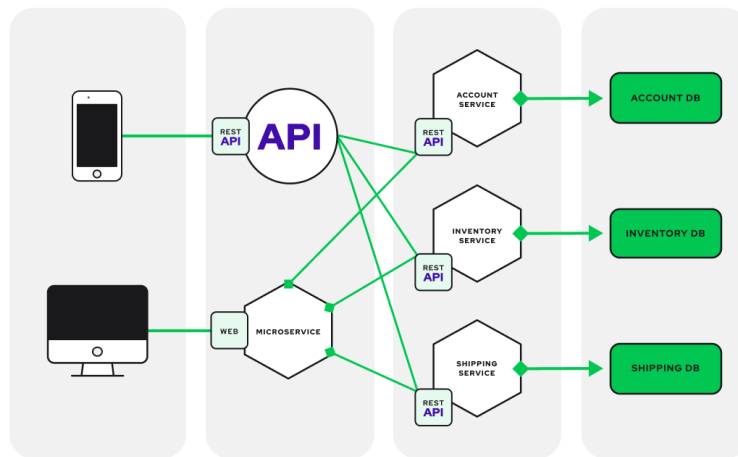 REST
API
API
WEB
MICROSERVICE
ACCOUNT
SERVICE
REST
API
INVENTORY
SERVICE
REST
API
SHIPPING
SERVICE
REST
API
ACCOUNT DB
INVENTORY DB
SHIPPING DB